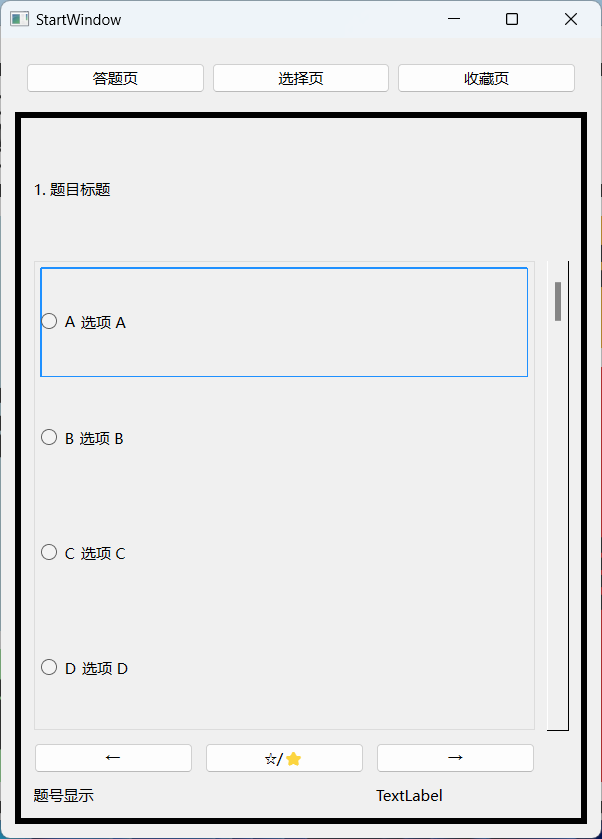 StartWindow
答题页 选择页 收藏页
1. 题目标题
A 选项 A
B 选项 B
C 选项 C
D 选项 D
← ☆/⭐ →
题号显示 TextLabel